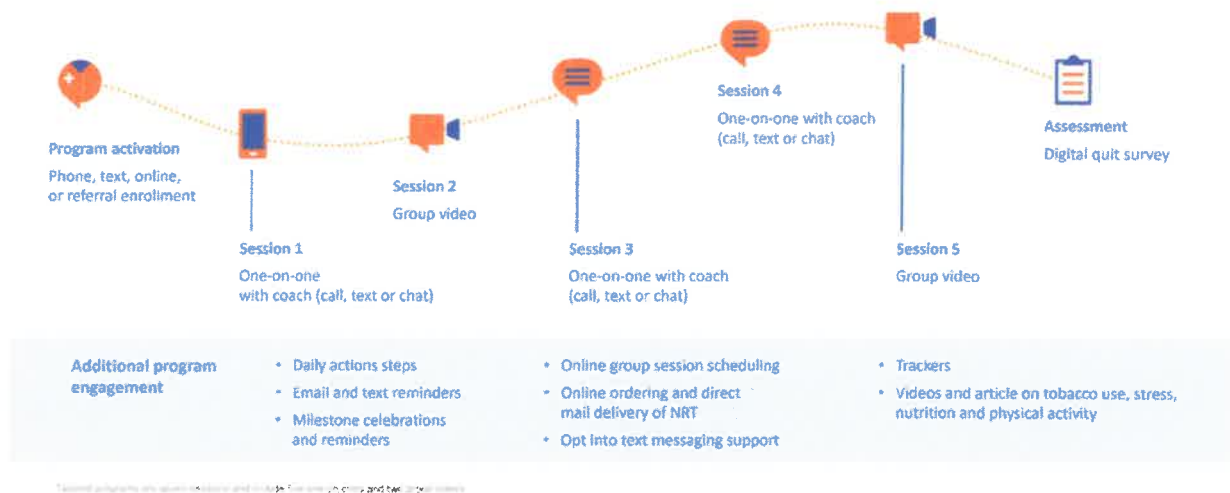 Program activation
Phone, text, online,
or referral enrollment
Session 1
One-on-one
with coach (call, text or chat)
Session 2
Group video
Session 3
One-on-one with coach
(call, text or chat)
Session 4
One-on-one with coach
(call, text or chat)
Session 5
Group video
Assessment
Digital quit survey
Additional program
engagement
• Daily actions steps
• Email and text reminders
• Milestone celebrations
and reminders
• Online group session scheduling
• Online ordering and direct
mail delivery of NRT
• Opt into text messaging support
• Trackers
• Videos and article on tobacco use, stress,
nutrition and physical activity
and two